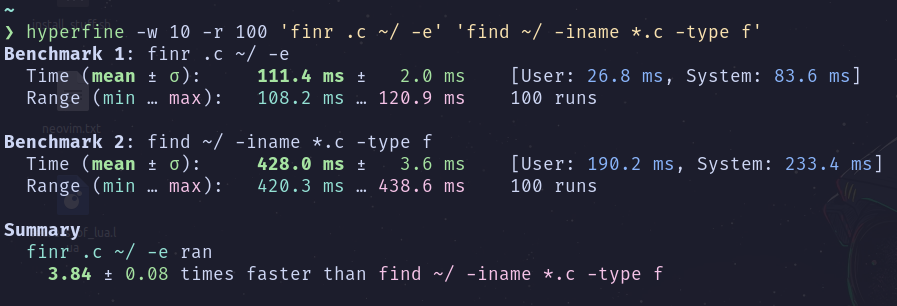 ~
❯ hyperfine -w 10 -r 100 'finr .c ~/ -e' 'find ~/ -iname *.c -type f'
Benchmark 1: finr .c ~/ -e
Time (mean ± σ): 111.4 ms ± 2.0 ms [User: 26.8 ms, System: 83.6 ms]
Range (min … max): 108.2 ms … 120.9 ms 100 runs
neovim.txt
Benchmark 2: find ~/ -iname *.c -type f
Time (mean ± σ): 428.0 ms ± 3.6 ms [User: 190.2 ms, System: 233.4 ms]
Range (min … max): 420.3 ms … 438.6 ms 100 runs
Summary
finr .c ~/ -e ran
3.84 ± 0.08 times faster than find ~/ -iname *.c -type f